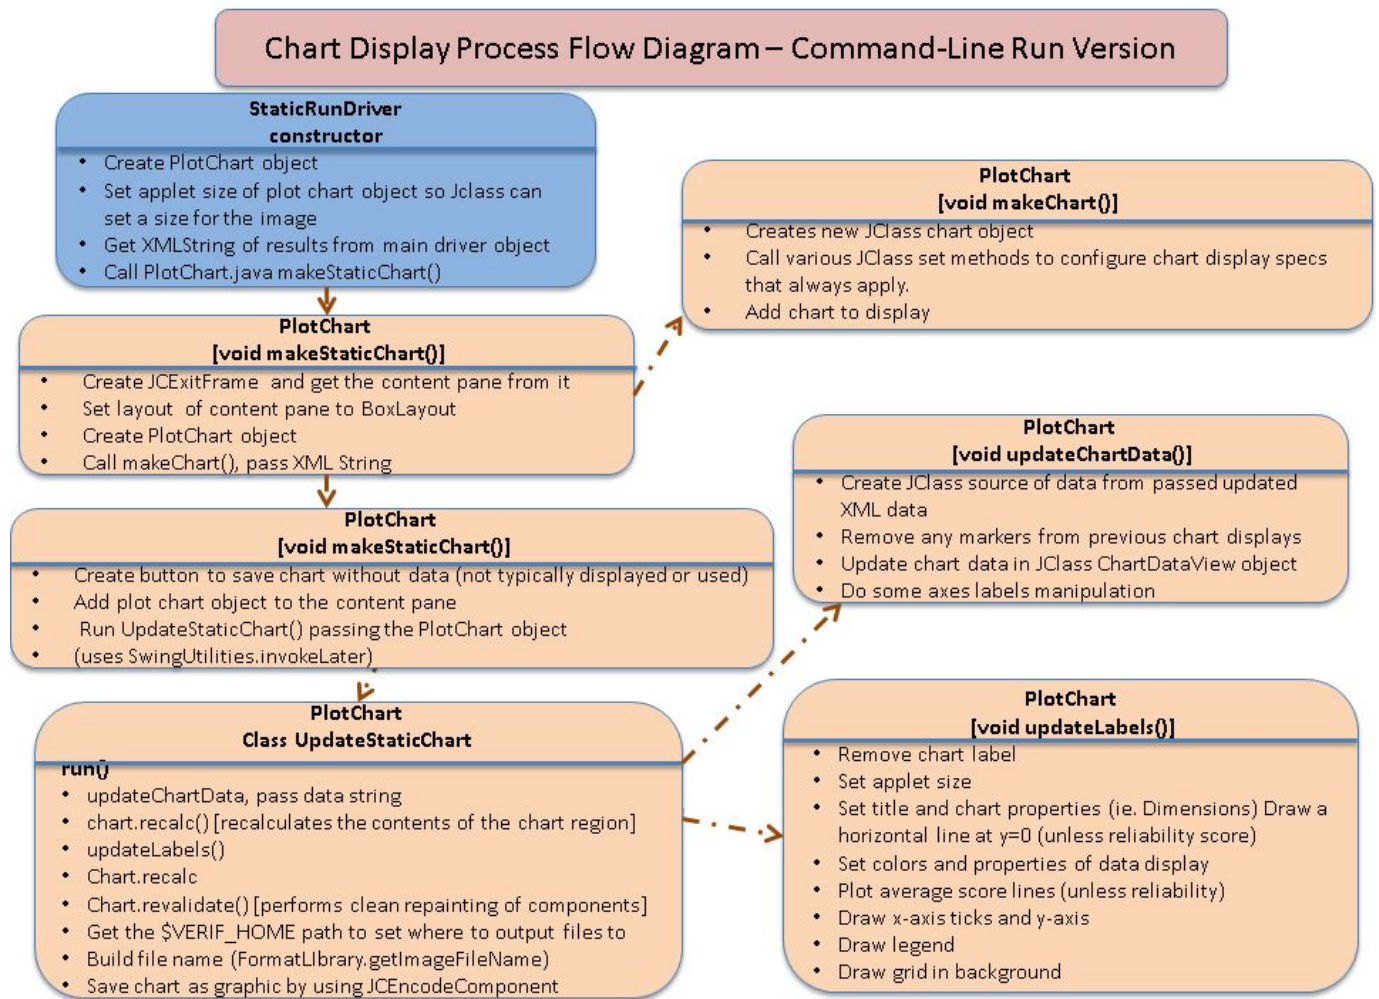 Chart Display Process Flow Diagram – Command-Line Run Version
StaticRunDriver
constructor
• Create PlotChart object
• Set applet size of plot chart object so Jclass can
set a size for the image
• Get XMLString of results from main driver object
• Call PlotChart.java makeStaticChart()
PlotChart
[void makeChart()]
• Creates new JClass chart object
• Call various JClass set methods to configure chart display specs
that always apply.
• Add chart to display
PlotChart
[void makeStaticChart()]
• Create JCExitFrame and get the content pane from it
• Set layout of content pane to BoxLayout
• Create PlotChart object
• Call makeChart(), pass XML String
PlotChart
[void updateChartData()]
• Create JClass source of data from passed updated
XML data
• Remove any markers from previous chart displays
• Update chart data in JClass ChartDataView object
• Do some axes labels manipulation
PlotChart
[void makeStaticChart()]
• Create button to save chart without data (not typically displayed or used)
• Add plot chart object to the content pane
• Run UpdateStaticChart() passing the PlotChart object
• (uses SwingUtilities.invokeLater)
PlotChart
Class UpdateStaticChart
run()
• updateChartData, pass data string
• chart.recalc() [recalculates the contents of the chart region]
• updateLabels()
• Chart.recalc
• Chart.revalidate() [performs clean repainting of components]
• Get the $VERIF_HOME path to set where to output files to
• Build file name (FormatLIbrary.getImageFileName)
• Save chart as graphic by using JCEncodeComponent
PlotChart
[void updateLabels()]
• Remove chart label
• Set applet size
• Set title and chart properties (ie. Dimensions) Draw a
horizontal line at y=0 (unless reliability score)
• Set colors and properties of data display
• Plot average score lines (unless reliability)
• Draw x-axis ticks and y-axis
• Draw legend
• Draw grid in background